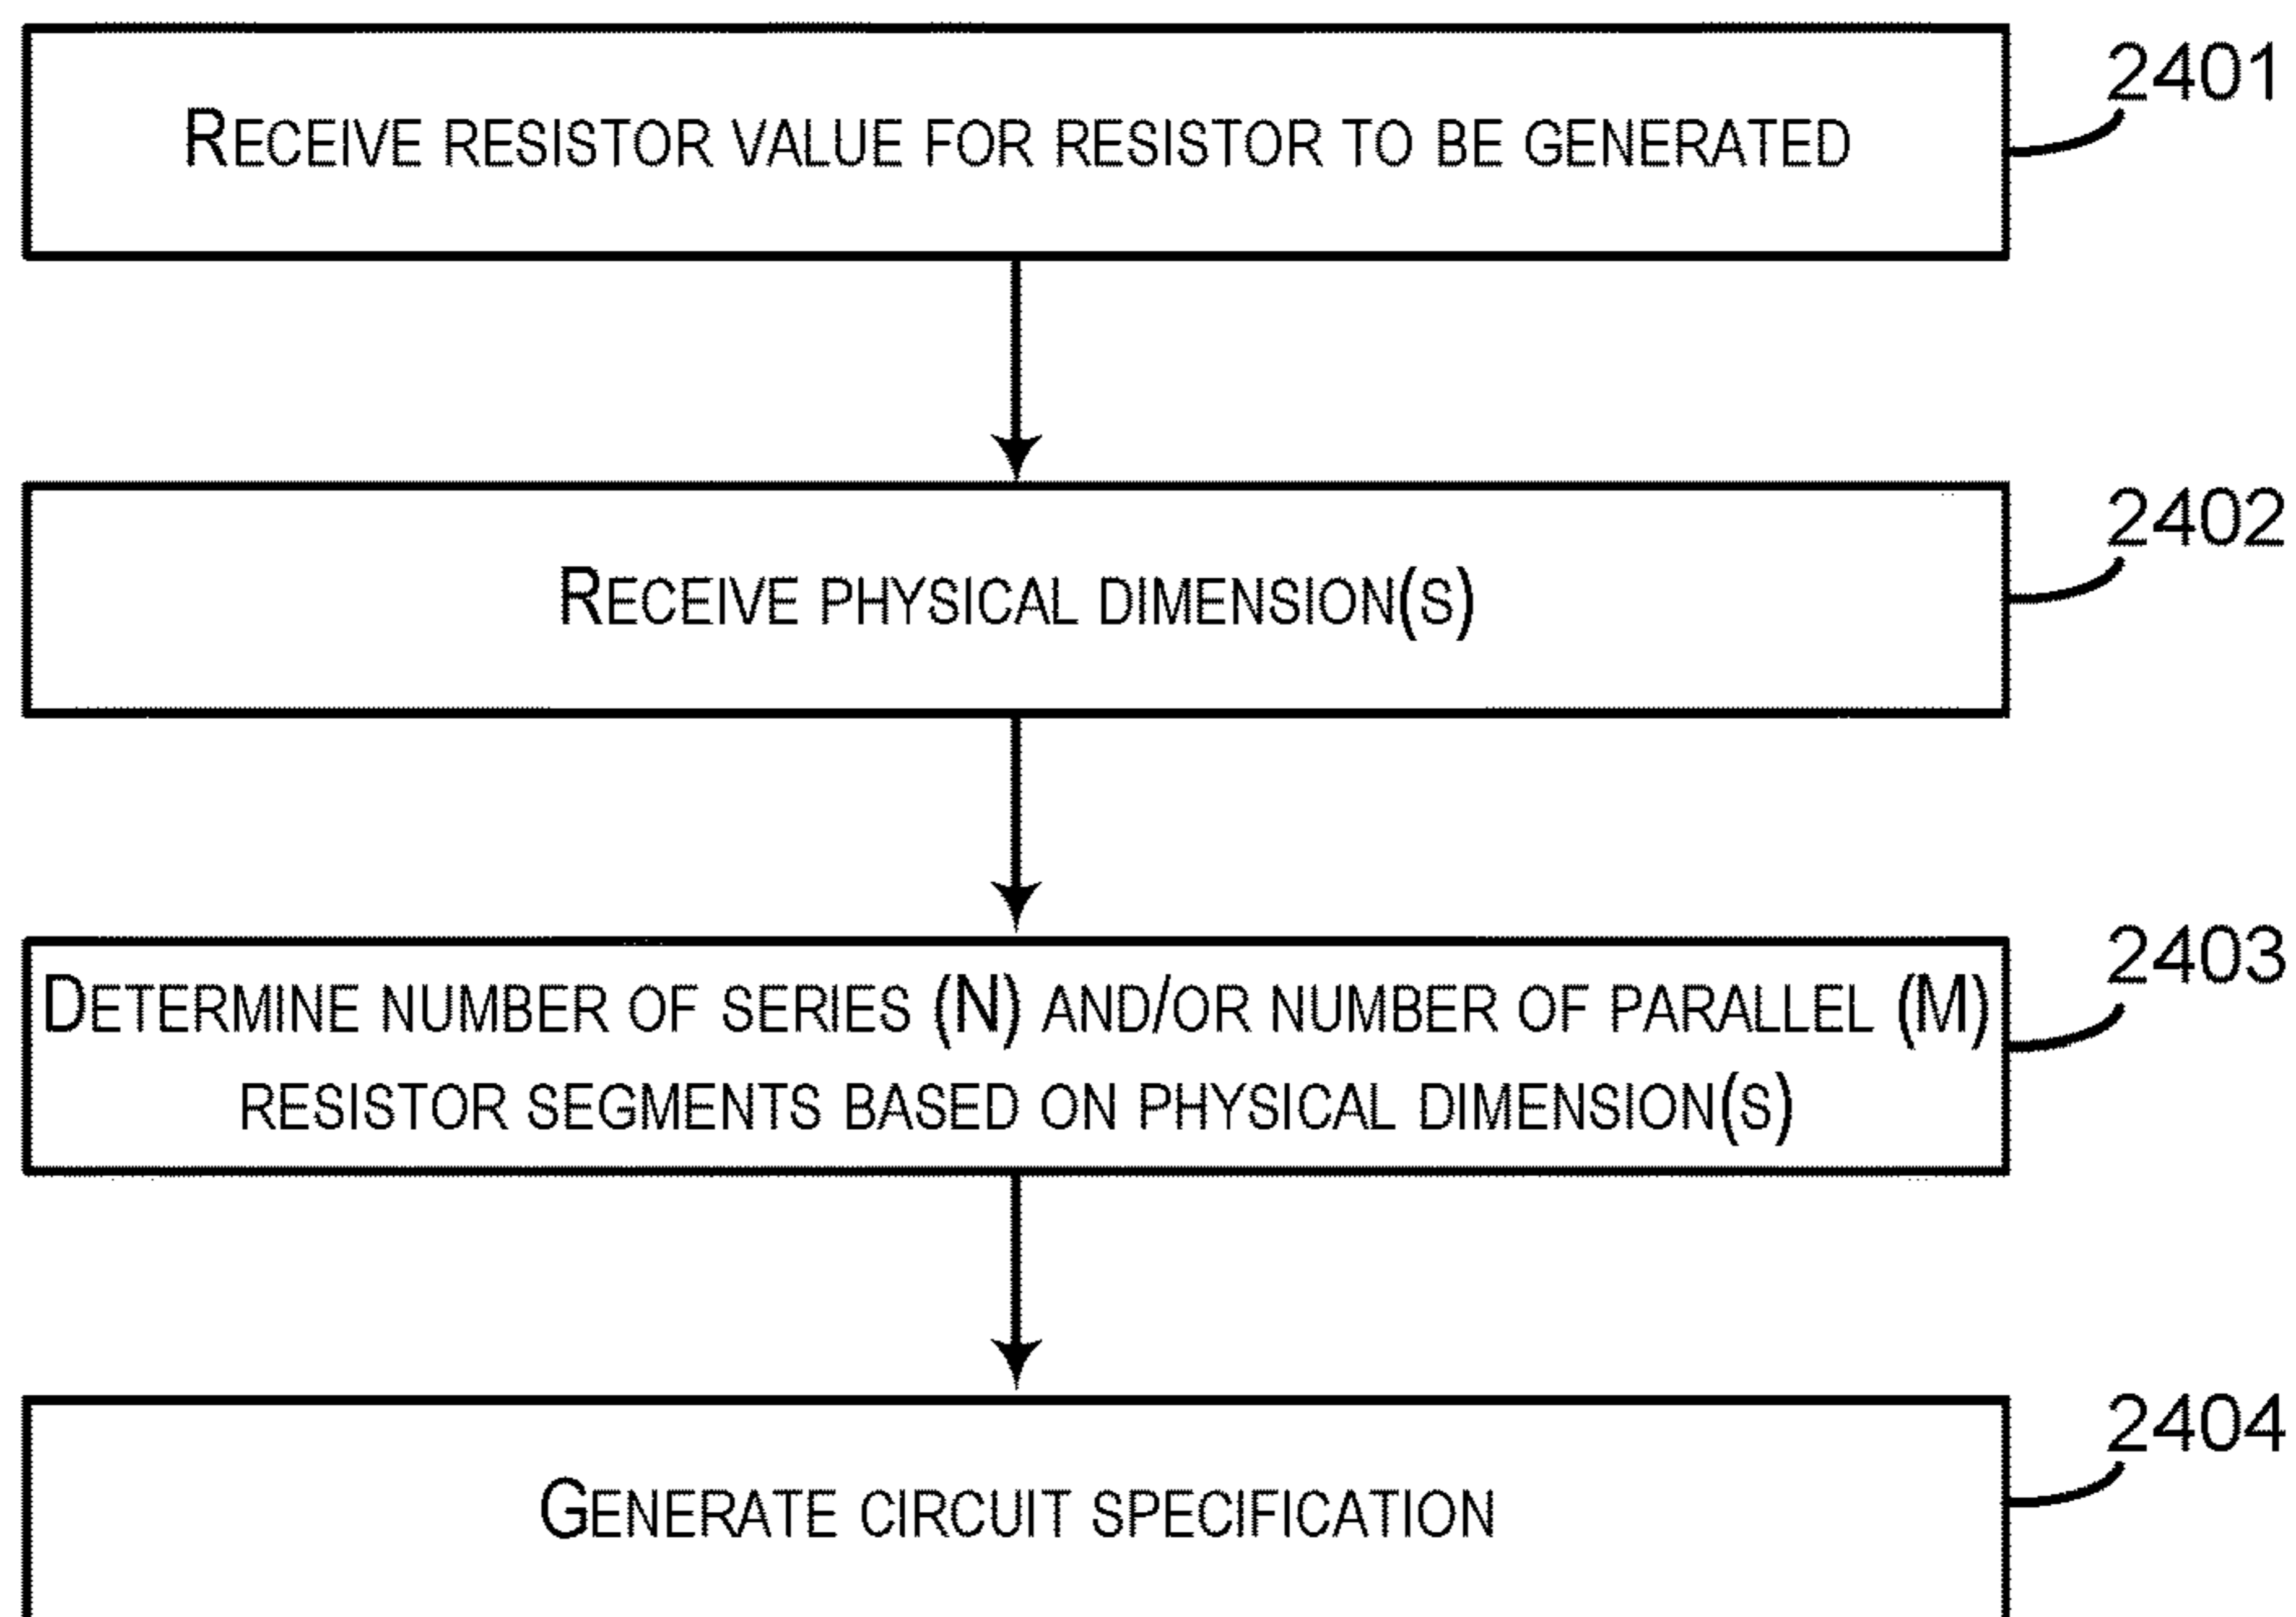 RECEIVE RESISTOR VALUE FOR RESISTOR TO BE GENERATED
2401
RECEIVE PHYSICAL DIMENSION(S)
2402
DETERMINE NUMBER OF SERIES (N) AND/OR NUMBER OF PARALLEL (M)
RESISTOR SEGMENTS BASED ON PHYSICAL DIMENSION(S)
2403
GENERATE CIRCUIT SPECIFICATION
2404